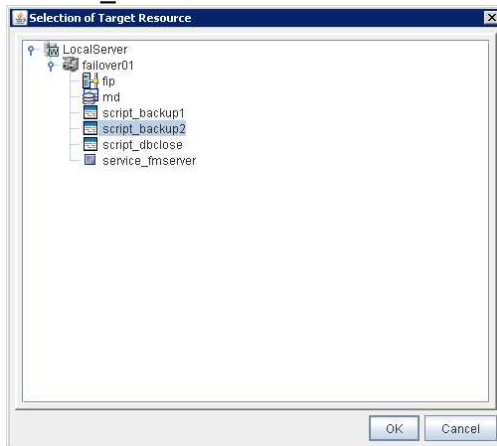 Selection of Target Resource
LocalServer
failover01
fip
md
script_backup1
script_backup2
script_dbclose
service_fmserver
OK
Cancel